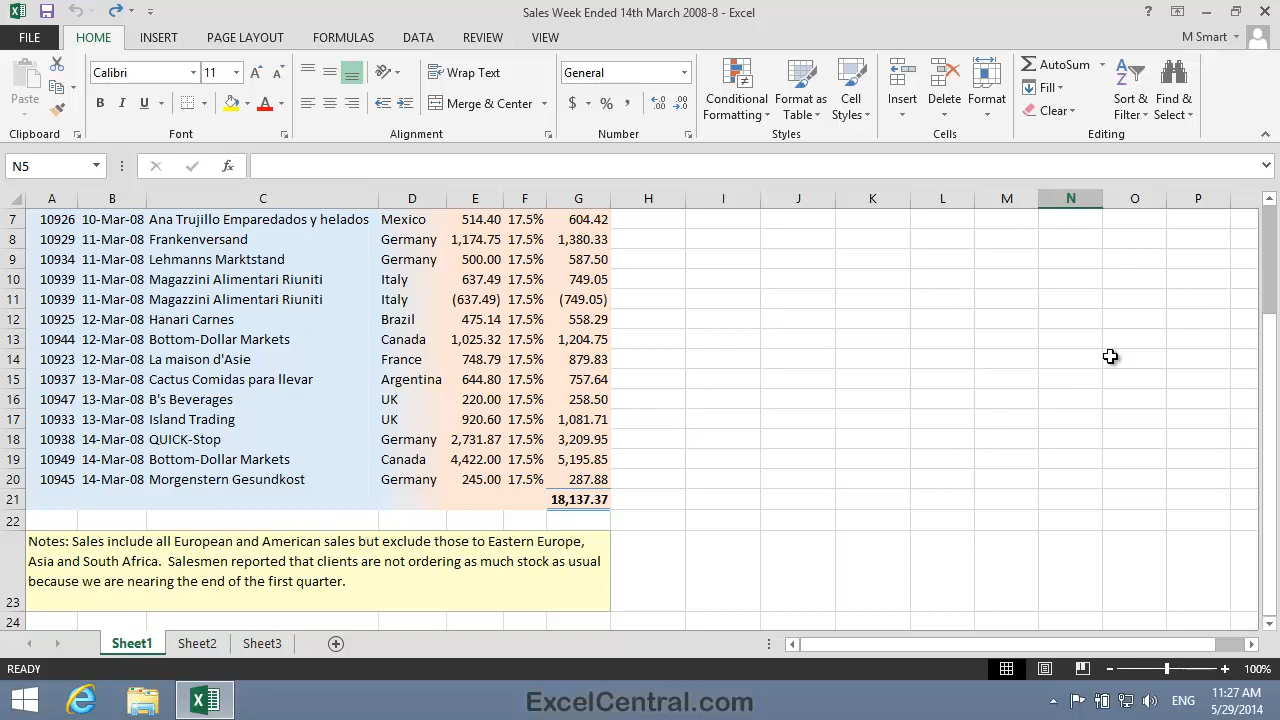 Sales Week Ended 14th March 2008-8 - Excel
?
FILE HOME INSERT PAGE LAYOUT FORMULAS DATA REVIEW VIEW M Smart
Paste
Calibri 11
B I U A
Wrap Text
Merge & Center
General
$ % ,
Conditional Formatting
Format as Table
Cell Styles
Insert Delete Format
AutoSum
Fill
Clear
Sort & Filter
Find & Select
Clipboard Font Alignment Number Styles Cells Editing
N5 fx
A B C D E F G H I J K L M N O P
7 10926 10-Mar-08 Ana Trujillo Emparedados y helados Mexico 514.40 17.5% 604.42
8 10929 11-Mar-08 Frankenversand Germany 1,174.75 17.5% 1,380.33
9 10934 11-Mar-08 Lehmanns Marktstand Germany 500.00 17.5% 587.50
10 10939 11-Mar-08 Magazzini Alimentari Riuniti Italy 637.49 17.5% 749.05
11 10939 11-Mar-08 Magazzini Alimentari Riuniti Italy (637.49) 17.5% (749.05)
12 10925 12-Mar-08 Hanari Carnes Brazil 475.14 17.5% 558.29
13 10944 12-Mar-08 Bottom-Dollar Markets Canada 1,025.32 17.5% 1,204.75
14 10923 12-Mar-08 La maison d'Asie France 748.79 17.5% 879.83
15 10937 13-Mar-08 Cactus Comidas para llevar Argentina 644.80 17.5% 757.64
16 10947 13-Mar-08 B's Beverages UK 220.00 17.5% 258.50
17 10933 13-Mar-08 Island Trading UK 920.60 17.5% 1,081.71
18 10938 14-Mar-08 QUICK-Stop Germany 2,731.87 17.5% 3,209.95
19 10949 14-Mar-08 Bottom-Dollar Markets Canada 4,422.00 17.5% 5,195.85
20 10945 14-Mar-08 Morgenstern Gesundkost Germany 245.00 17.5% 287.88
21 18,137.37
22
Notes: Sales include all European and American sales but exclude those to Eastern Europe,
Asia and South Africa. Salesmen reported that clients are not ordering as much stock as usual
because we are nearing the end of the first quarter.
23
24
Sheet1 Sheet2 Sheet3
READY 100%
ExcelCentral.com
ENG
11:27 AM
5/29/2014